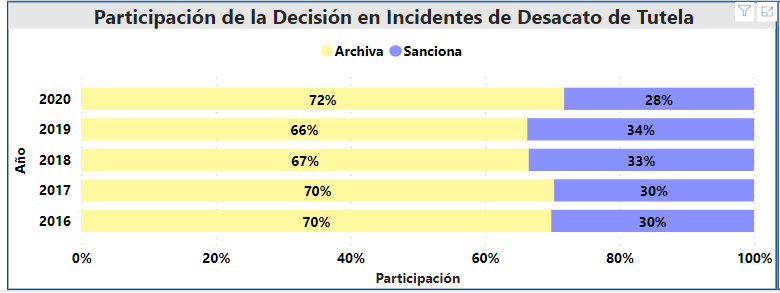 Participación de la Decisión en Incidentes de Desacato de Tutela
Archiva Sanciona
2020 72% 28%
2019 66% 34%
2018 67% 33%
2017 70% 30%
2016 70% 30%
Año
0% 20% 40% 60% 80% 100%
Participación